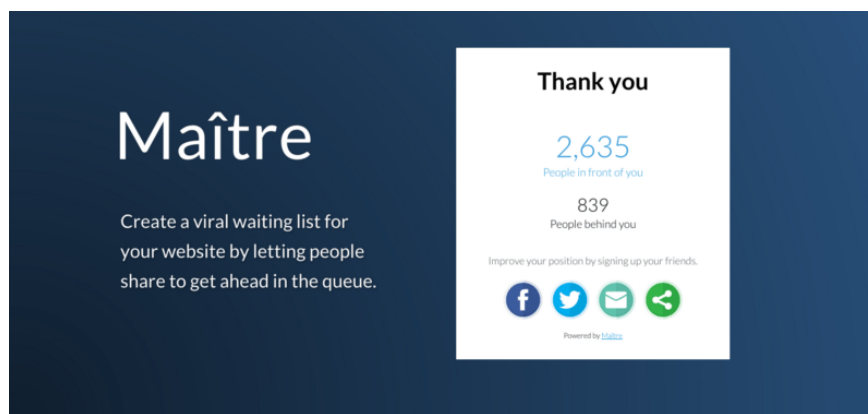 Maître
Create a viral waiting list for
your website by letting people
share to get ahead in the queue.
Thank you
2,635
People in front of you
839
People behind you
Improve your position by signing up your friends.
Powered by Maître